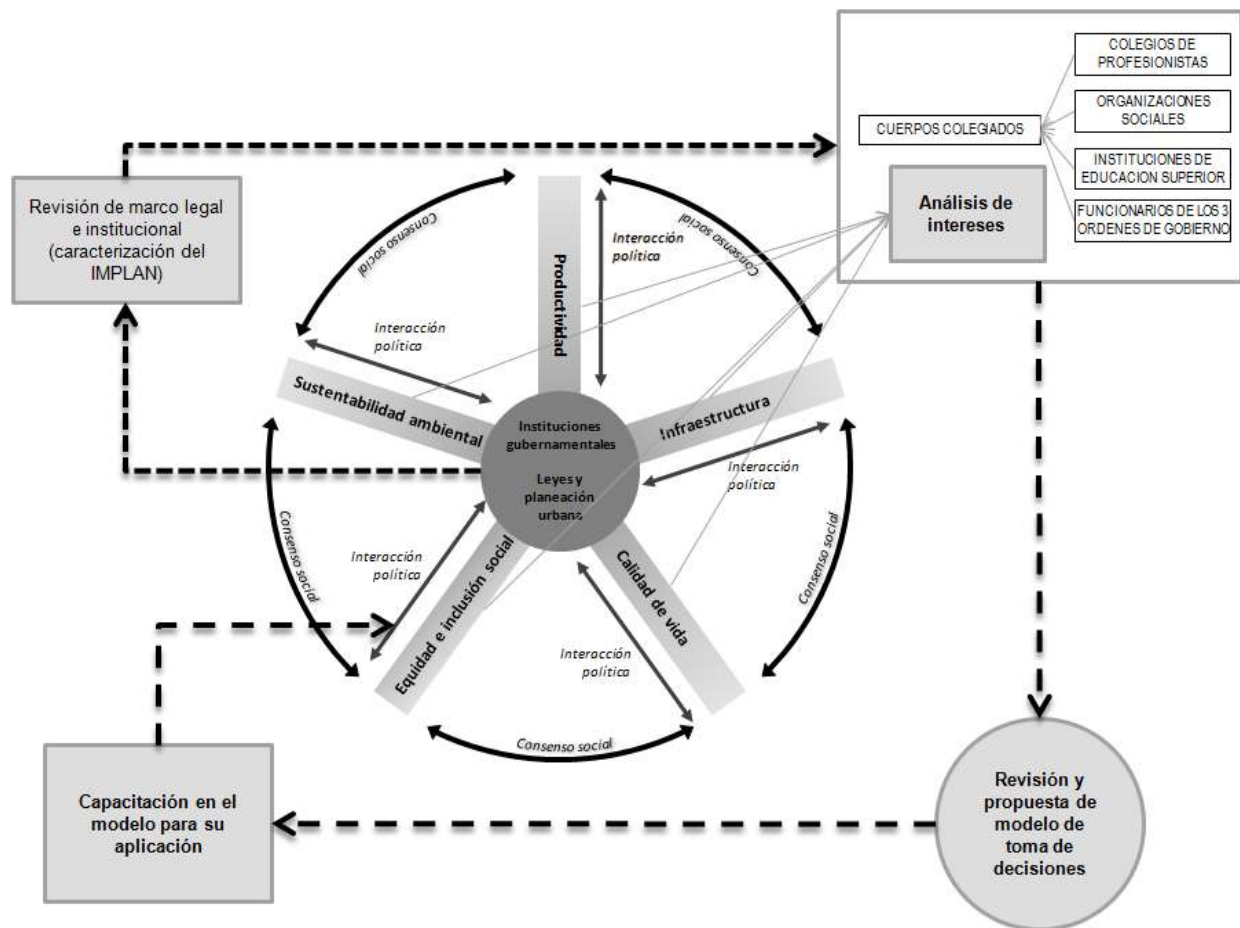 COLEGIOS DE
PROFESIONISTAS
ORGANIZACIONES
SOCIALES
CUERPOS COLEGIADOS
INSTITUCIONES DE
EDUCACION SUPERIOR
FUNCIONARIOS DE LOS 3
ORDENES DE GOBIERNO
Análisis de
intereses
Revisión de marco legal
e institucional
(caracterización del
IMPLAN)
Consenso social
Productividad
Interacción
política
Consenso social
Interacción
política
Sustentabilidad ambiental
Infraestructura
Instituciones
gubernamentales
Leyes y
planeación
urbana
Interacción
política
Consenso social
Interacción
política
Equidad e inclusión social
Calidad de vida
Consenso social
Interacción
política
Consenso social
Capacitación en el
modelo para su
aplicación
Revisión y
propuesta de
modelo de
toma de
decisiones